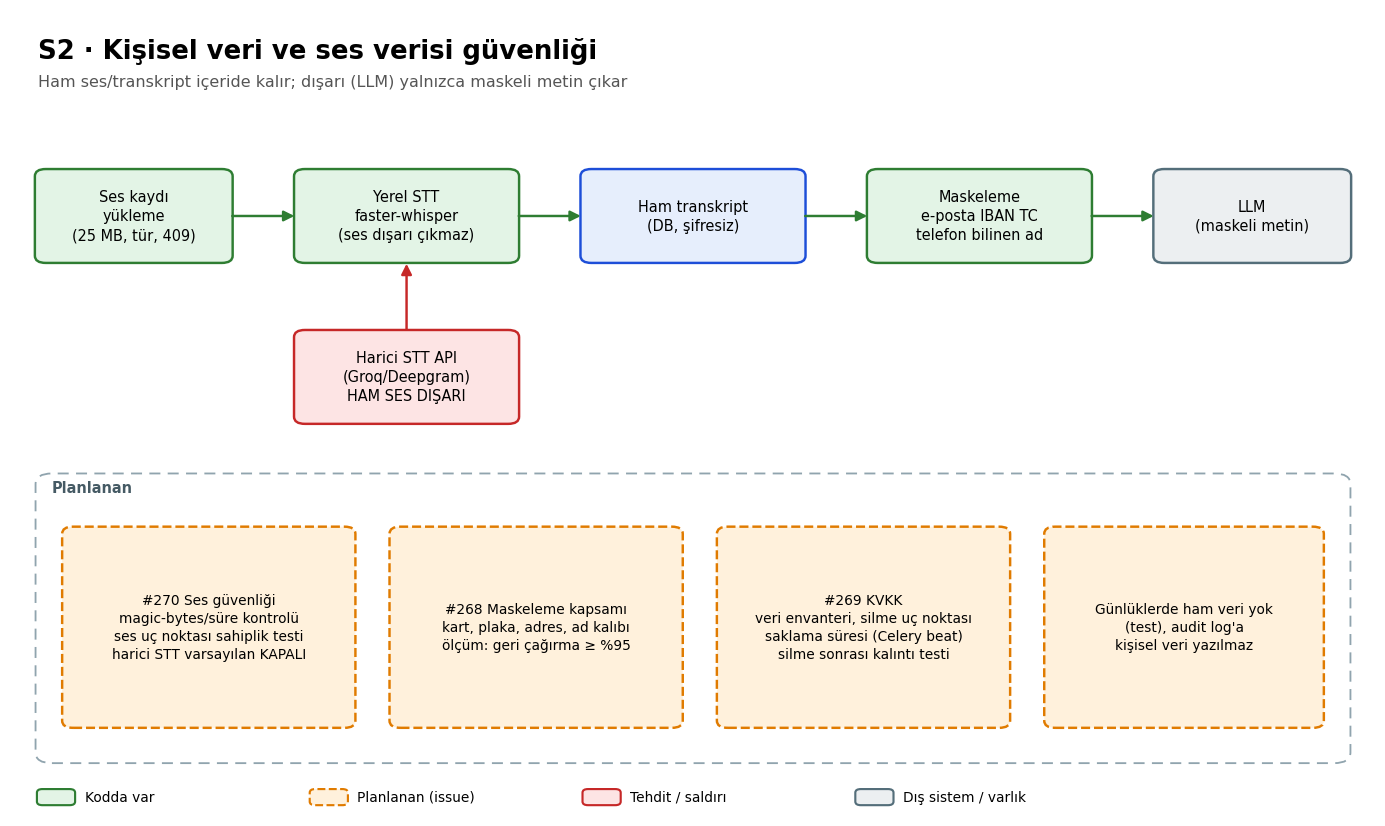 S2 · Kişisel veri ve ses verisi güvenliği
Ham ses/transkript içeride kalır; dışarı (LLM) yalnızca maskeli metin çıkar
Ses kaydı
yükleme
(25 MB, tür, 409)
Yerel STT
faster-whisper
(ses dışarı çıkmaz)
Ham transkript
(DB, şifresiz)
Maskeleme
e-posta IBAN TC
telefon bilinen ad
LLM
(maskeli metin)
Harici STT API
(Groq/Deepgram)
HAM SES DIŞARI
Planlanan
#270 Ses güvenliği
magic-bytes/süre kontrolü
ses uç noktası sahiplik testi
harici STT varsayılan KAPALI
#268 Maskeleme kapsamı
kart, plaka, adres, ad kalıbı
ölçüm: geri çağırma ≥ %95
#269 KVKK
veri envanteri, silme uç noktası
saklama süresi (Celery beat)
silme sonrası kalıntı testi
Günlüklerde ham veri yok
(test), audit log'a
kişisel veri yazılmaz
Kodda var
Planlanan (issue)
Tehdit / saldırı
Dış sistem / varlık